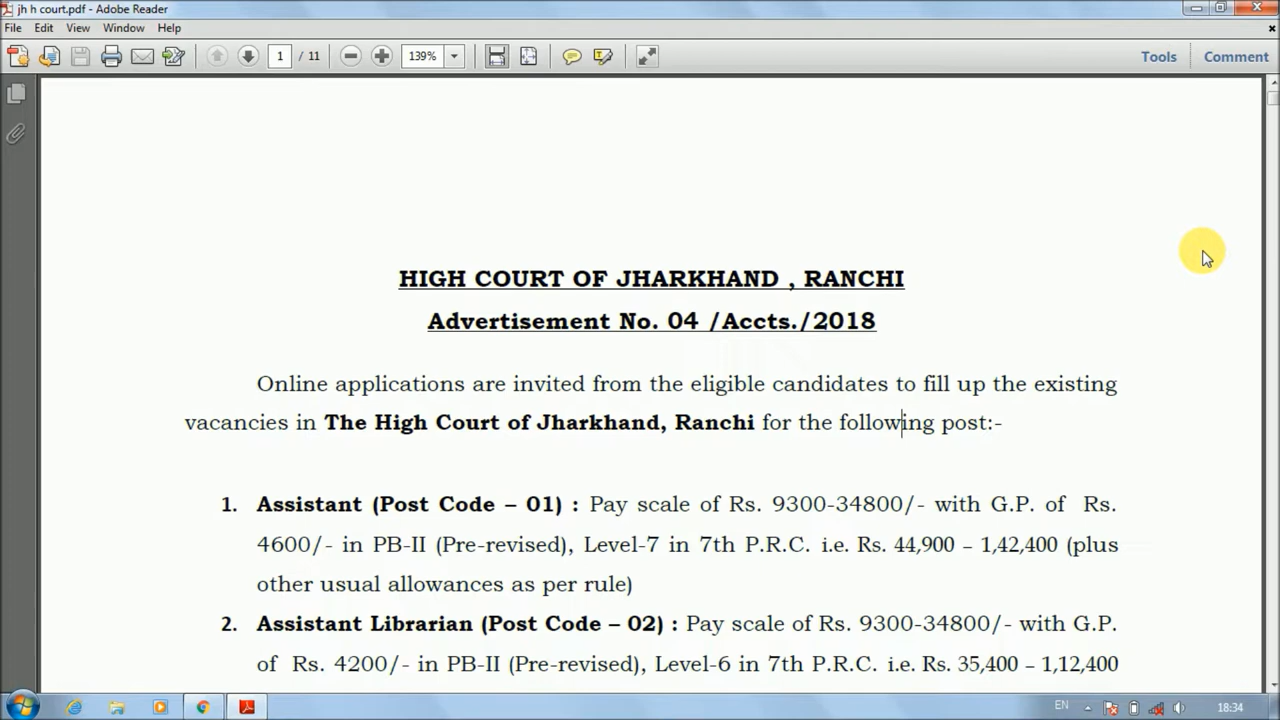 jh h court.pdf - Adobe Reader
File Edit View Window Help
1 / 11 139% Tools Comment
HIGH COURT OF JHARKHAND , RANCHI
Advertisement No. 04 /Accts./2018
Online applications are invited from the eligible candidates to fill up the existing
vacancies in The High Court of Jharkhand, Ranchi for the following post:-
1. Assistant (Post Code – 01) : Pay scale of Rs. 9300-34800/- with G.P. of Rs.
4600/- in PB-II (Pre-revised), Level-7 in 7th P.R.C. i.e. Rs. 44,900 – 1,42,400 (plus
other usual allowances as per rule)
2. Assistant Librarian (Post Code – 02) : Pay scale of Rs. 9300-34800/- with G.P.
of Rs. 4200/- in PB-II (Pre-revised), Level-6 in 7th P.R.C. i.e. Rs. 35,400 – 1,12,400
EN 18:34